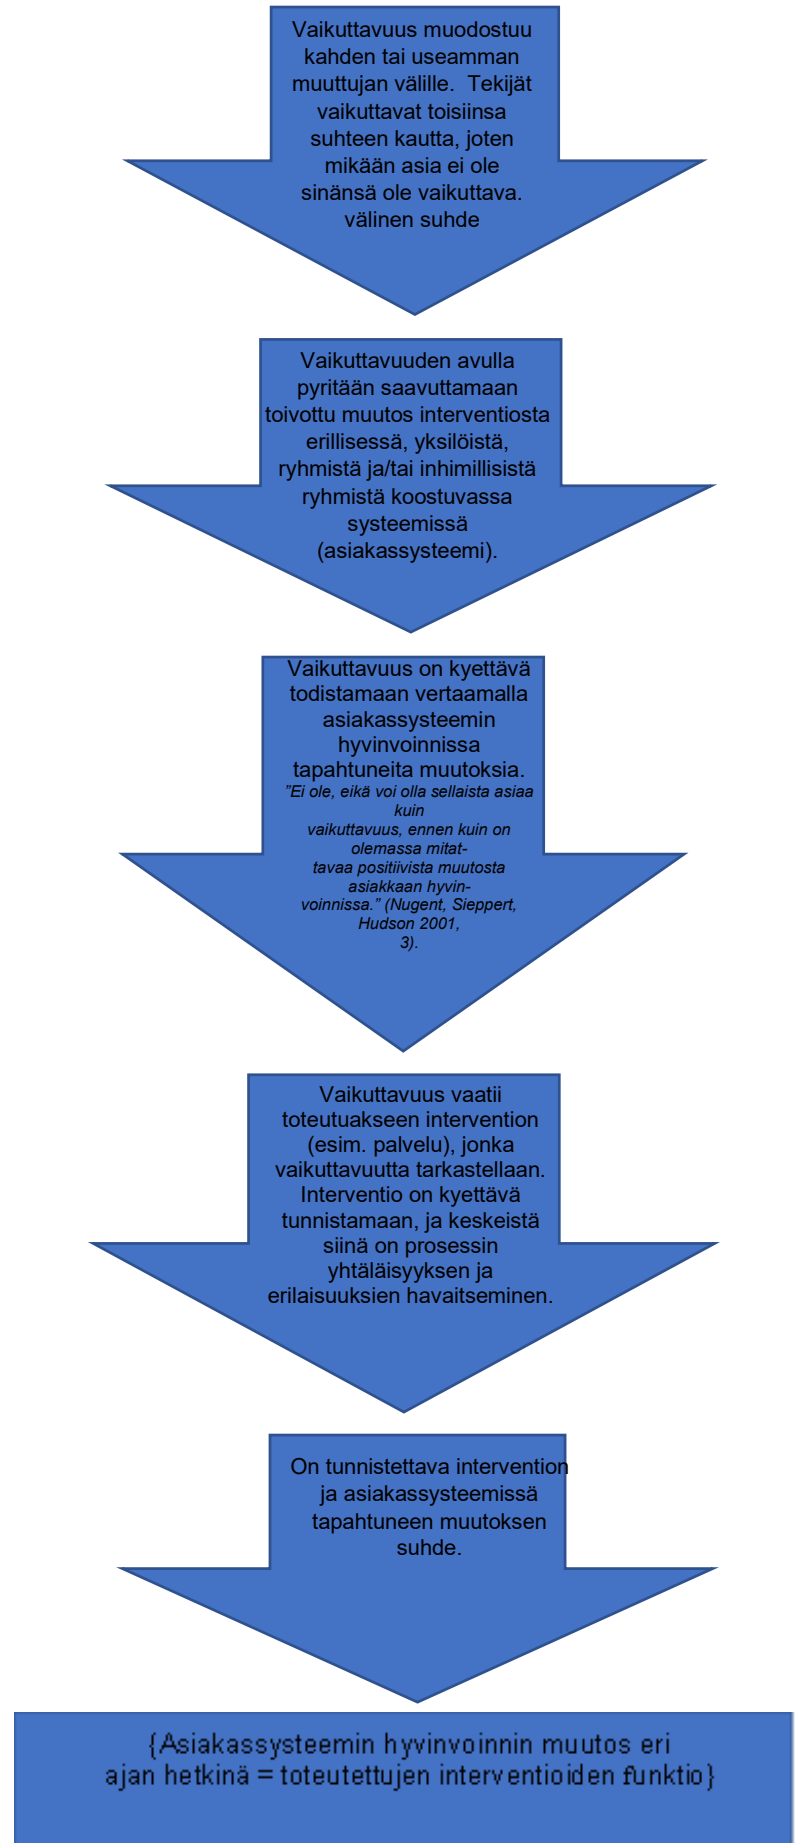 Vaikuttavuus muodostuu
kahden tai useamman
muuttujan välille. Tekijät
vaikuttavat toisiinsa
suhteen kautta, joten
mikään asia ei ole
sinänsä ole vaikuttava.
välinen suhde
Vaikuttavuuden avulla
pyritään saavuttamaan
toivottu muutos interventiosta
erillisessä, yksilöistä,
ryhmistä ja/tai inhimillisistä
ryhmistä koostuvassa
systeemissä
(asiakassysteemi).
Vaikuttavuus on kyettävä
todistamaan vertaamalla
asiakassysteemin
hyvinvoinnissa
tapahtuneita muutoksia.
”Ei ole, eikä voi olla sellaista asiaa
kuin
vaikuttavuus, ennen kuin on
olemassa mitat-
tavaa positiivista muutosta
asiakkaan hyvin-
voinnissa.” (Nugent, Sieppert,
Hudson 2001,
3).
Vaikuttavuus vaatii
toteutuakseen intervention
(esim. palvelu), jonka
vaikuttavuutta tarkastellaan.
Interventio on kyettävä
tunnistamaan, ja keskeistä
siinä on prosessin
yhtäläisyyksen ja
erilaisuuksien havaitseminen.
On tunnistettava intervention
ja asiakassysteemissä
tapahtuneen muutoksen
suhde.
{Asiakassysteemin hyvinvoinnin muutos eri
ajan hetkinä = toteutettujen interventioiden funktio}